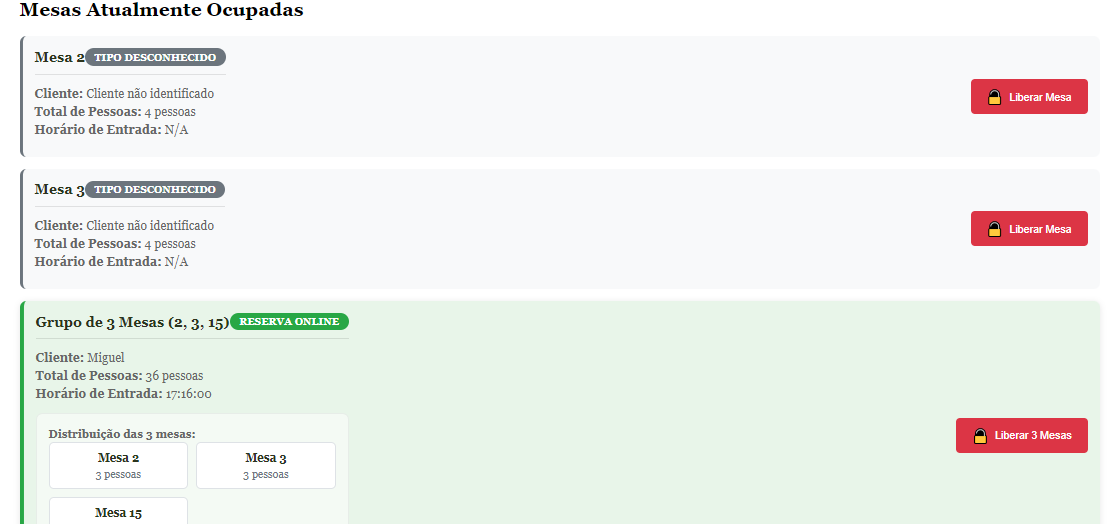 Mesas Atualmente Ocupadas
Mesa 2 TIPO DESCONHECIDO
Cliente: Cliente não identificado
Total de Pessoas: 4 pessoas
Horário de Entrada: N/A
Liberar Mesa
Mesa 3 TIPO DESCONHECIDO
Cliente: Cliente não identificado
Total de Pessoas: 4 pessoas
Horário de Entrada: N/A
Liberar Mesa
Grupo de 3 Mesas (2, 3, 15) RESERVA ONLINE
Cliente: Miguel
Total de Pessoas: 36 pessoas
Horário de Entrada: 17:16:00
Liberar 3 Mesas
Distribuição das 3 mesas:
Mesa 2
3 pessoas
Mesa 3
3 pessoas
Mesa 15